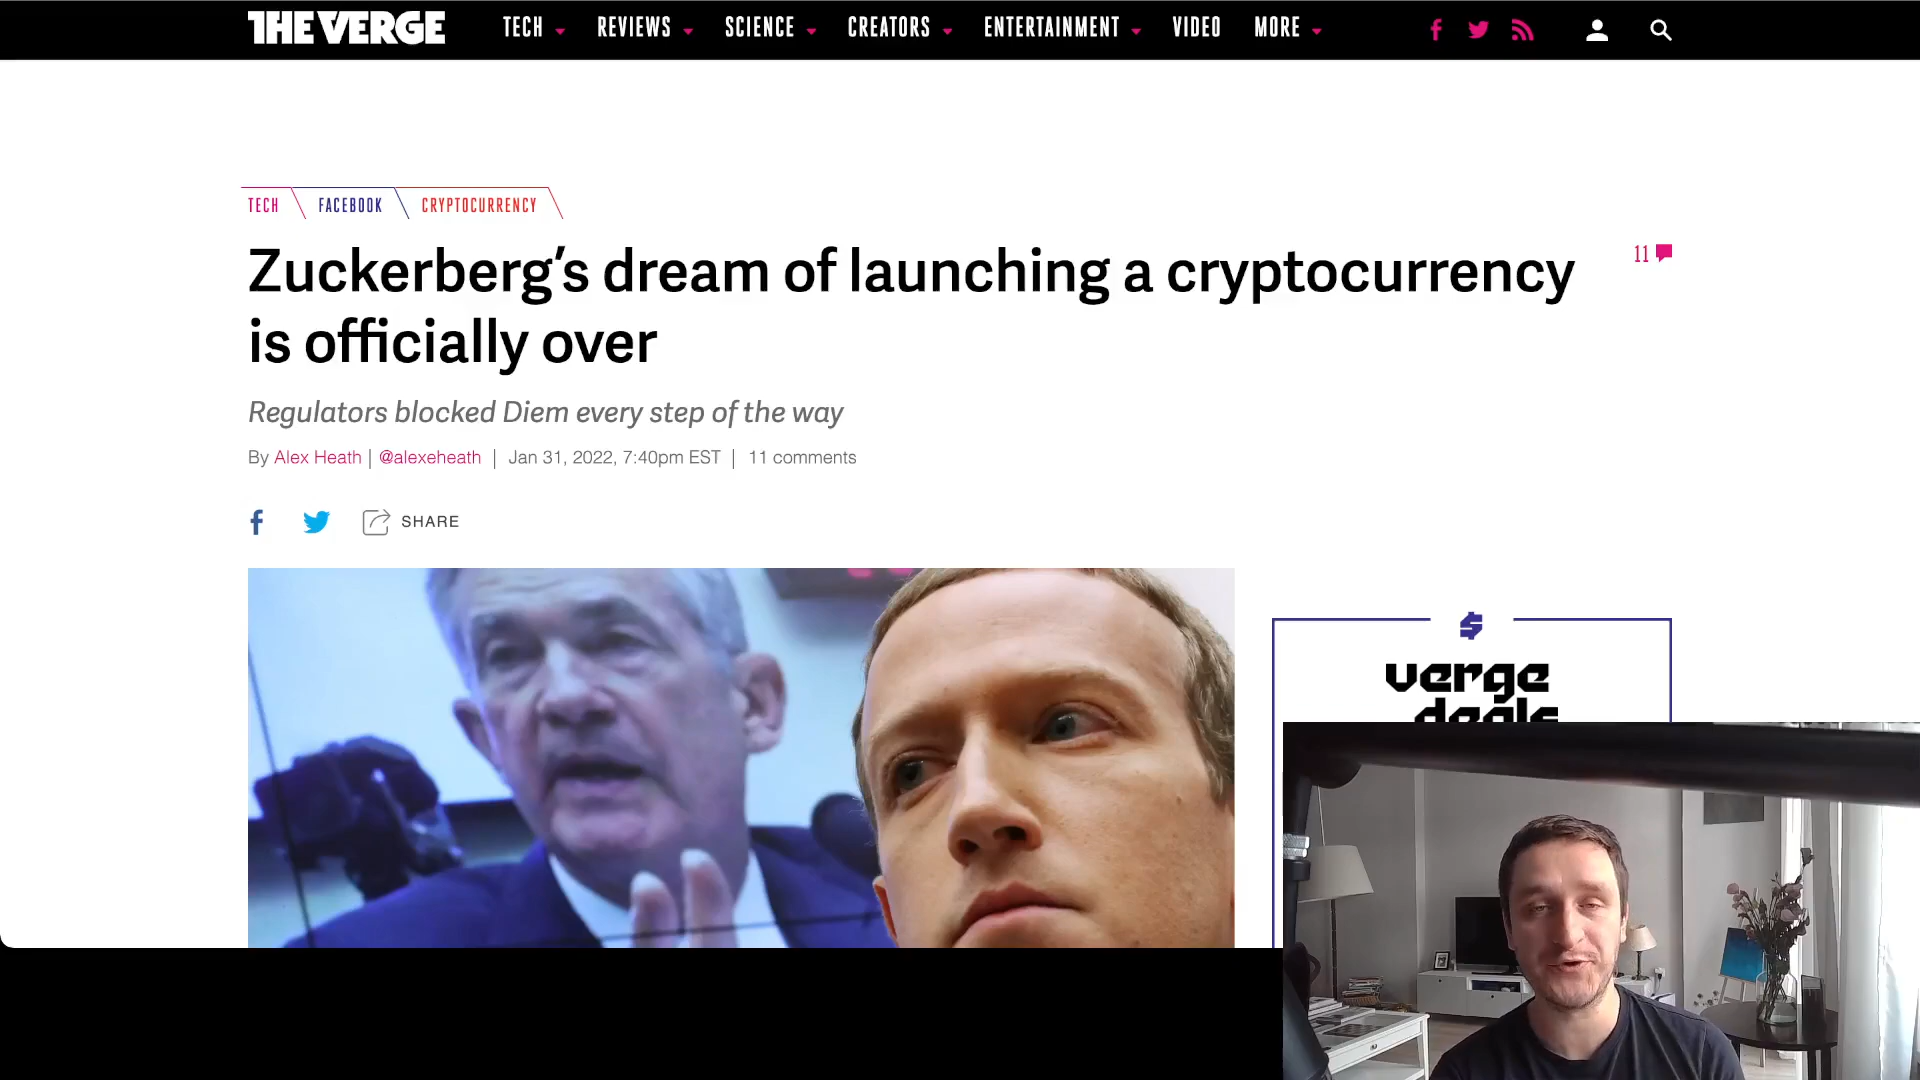 THE VERGE
TECH REVIEWS SCIENCE CREATORS ENTERTAINMENT VIDEO MORE
TECH FACEBOOK CRYPTOCURRENCY
Zuckerberg’s dream of launching a cryptocurrency
is officially over
11
Regulators blocked Diem every step of the way
By Alex Heath | @alexeheath | Jan 31, 2022, 7:40pm EST | 11 comments
SHARE
verge
deals